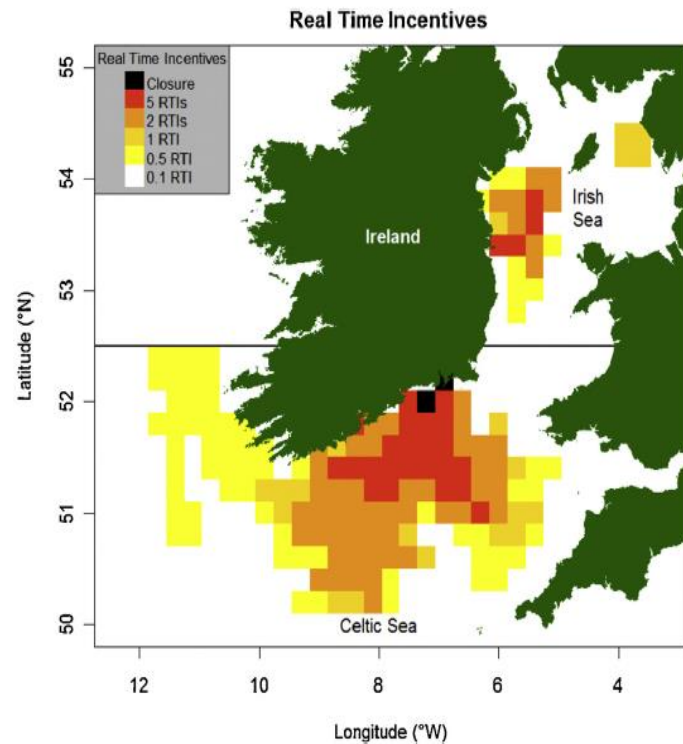 Real Time Incentives
Real Time Incentives
Closure
5 RTIs
2 RTIs
1 RTI
0.5 RTI
0.1 RTI
Ireland
Irish
Sea
Celtic Sea
Latitude (°N)
55
54
53
52
51
50
12
10
8
6
4
Longitude (°W)